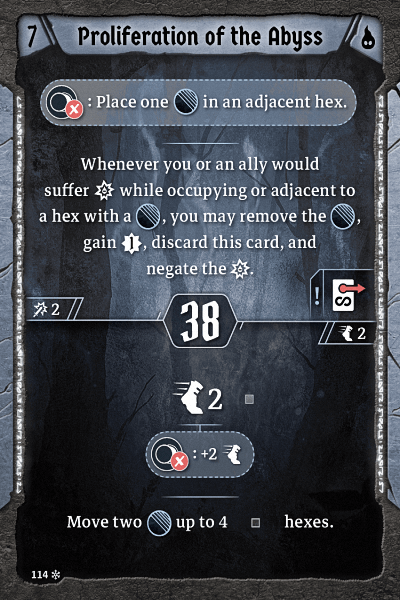 7 Proliferation of the Abyss
: Place one in an adjacent hex.
Whenever you or an ally would
suffer while occupying or adjacent to
a hex with a , you may remove the ,
gain 1, discard this card, and
negate the .
!
2
38
2
2
: +2
Move two up to 4 hexes.
114